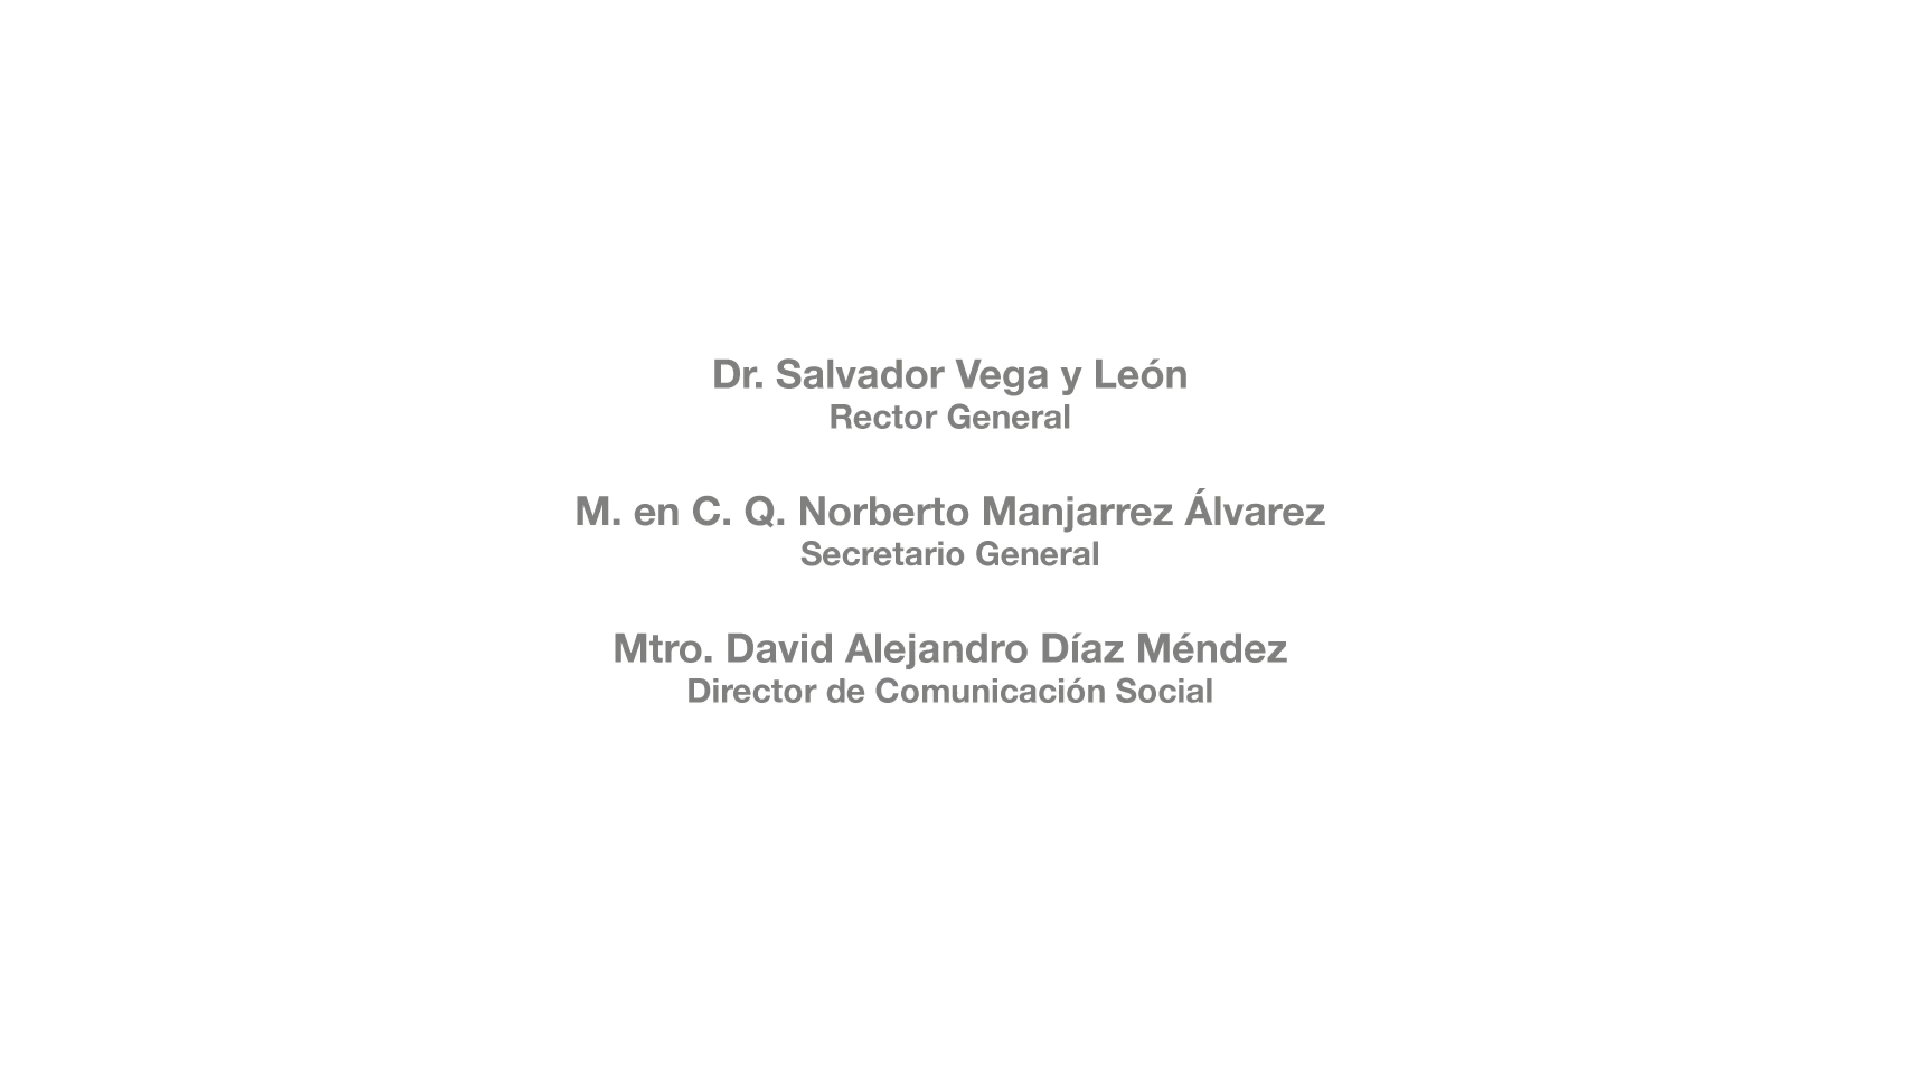 Dr. Salvador Vega y León
Rector General
M. en C. Q. Norberto Manjarrez Álvarez
Secretario General
Mtro. David Alejandro Díaz Méndez
Director de Comunicación Social